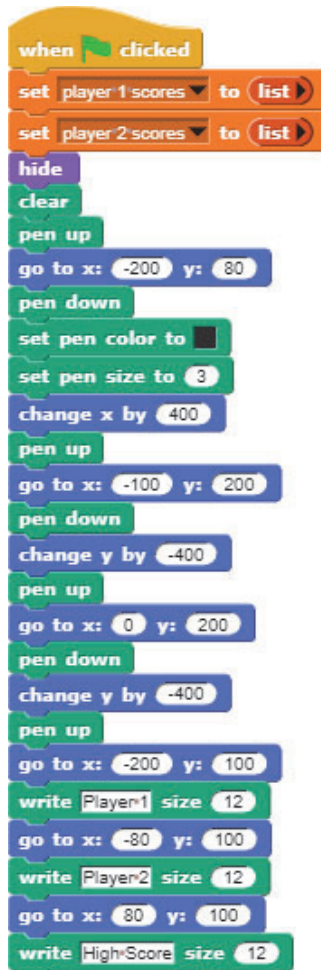 when clicked
set player 1 scores to list
set player 2 scores to list
hide
clear
pen up
go to x: -200 y: 80
pen down
set pen color to
set pen size to 3
change x by 400
pen up
go to x: -100 y: 200
pen down
change y by -400
pen up
go to x: 0 y: 200
pen down
change y by -400
pen up
go to x: -200 y: 100
write Player 1 size 12
go to x: -80 y: 100
write Player 2 size 12
go to x: 80 y: 100
write High Score size 12